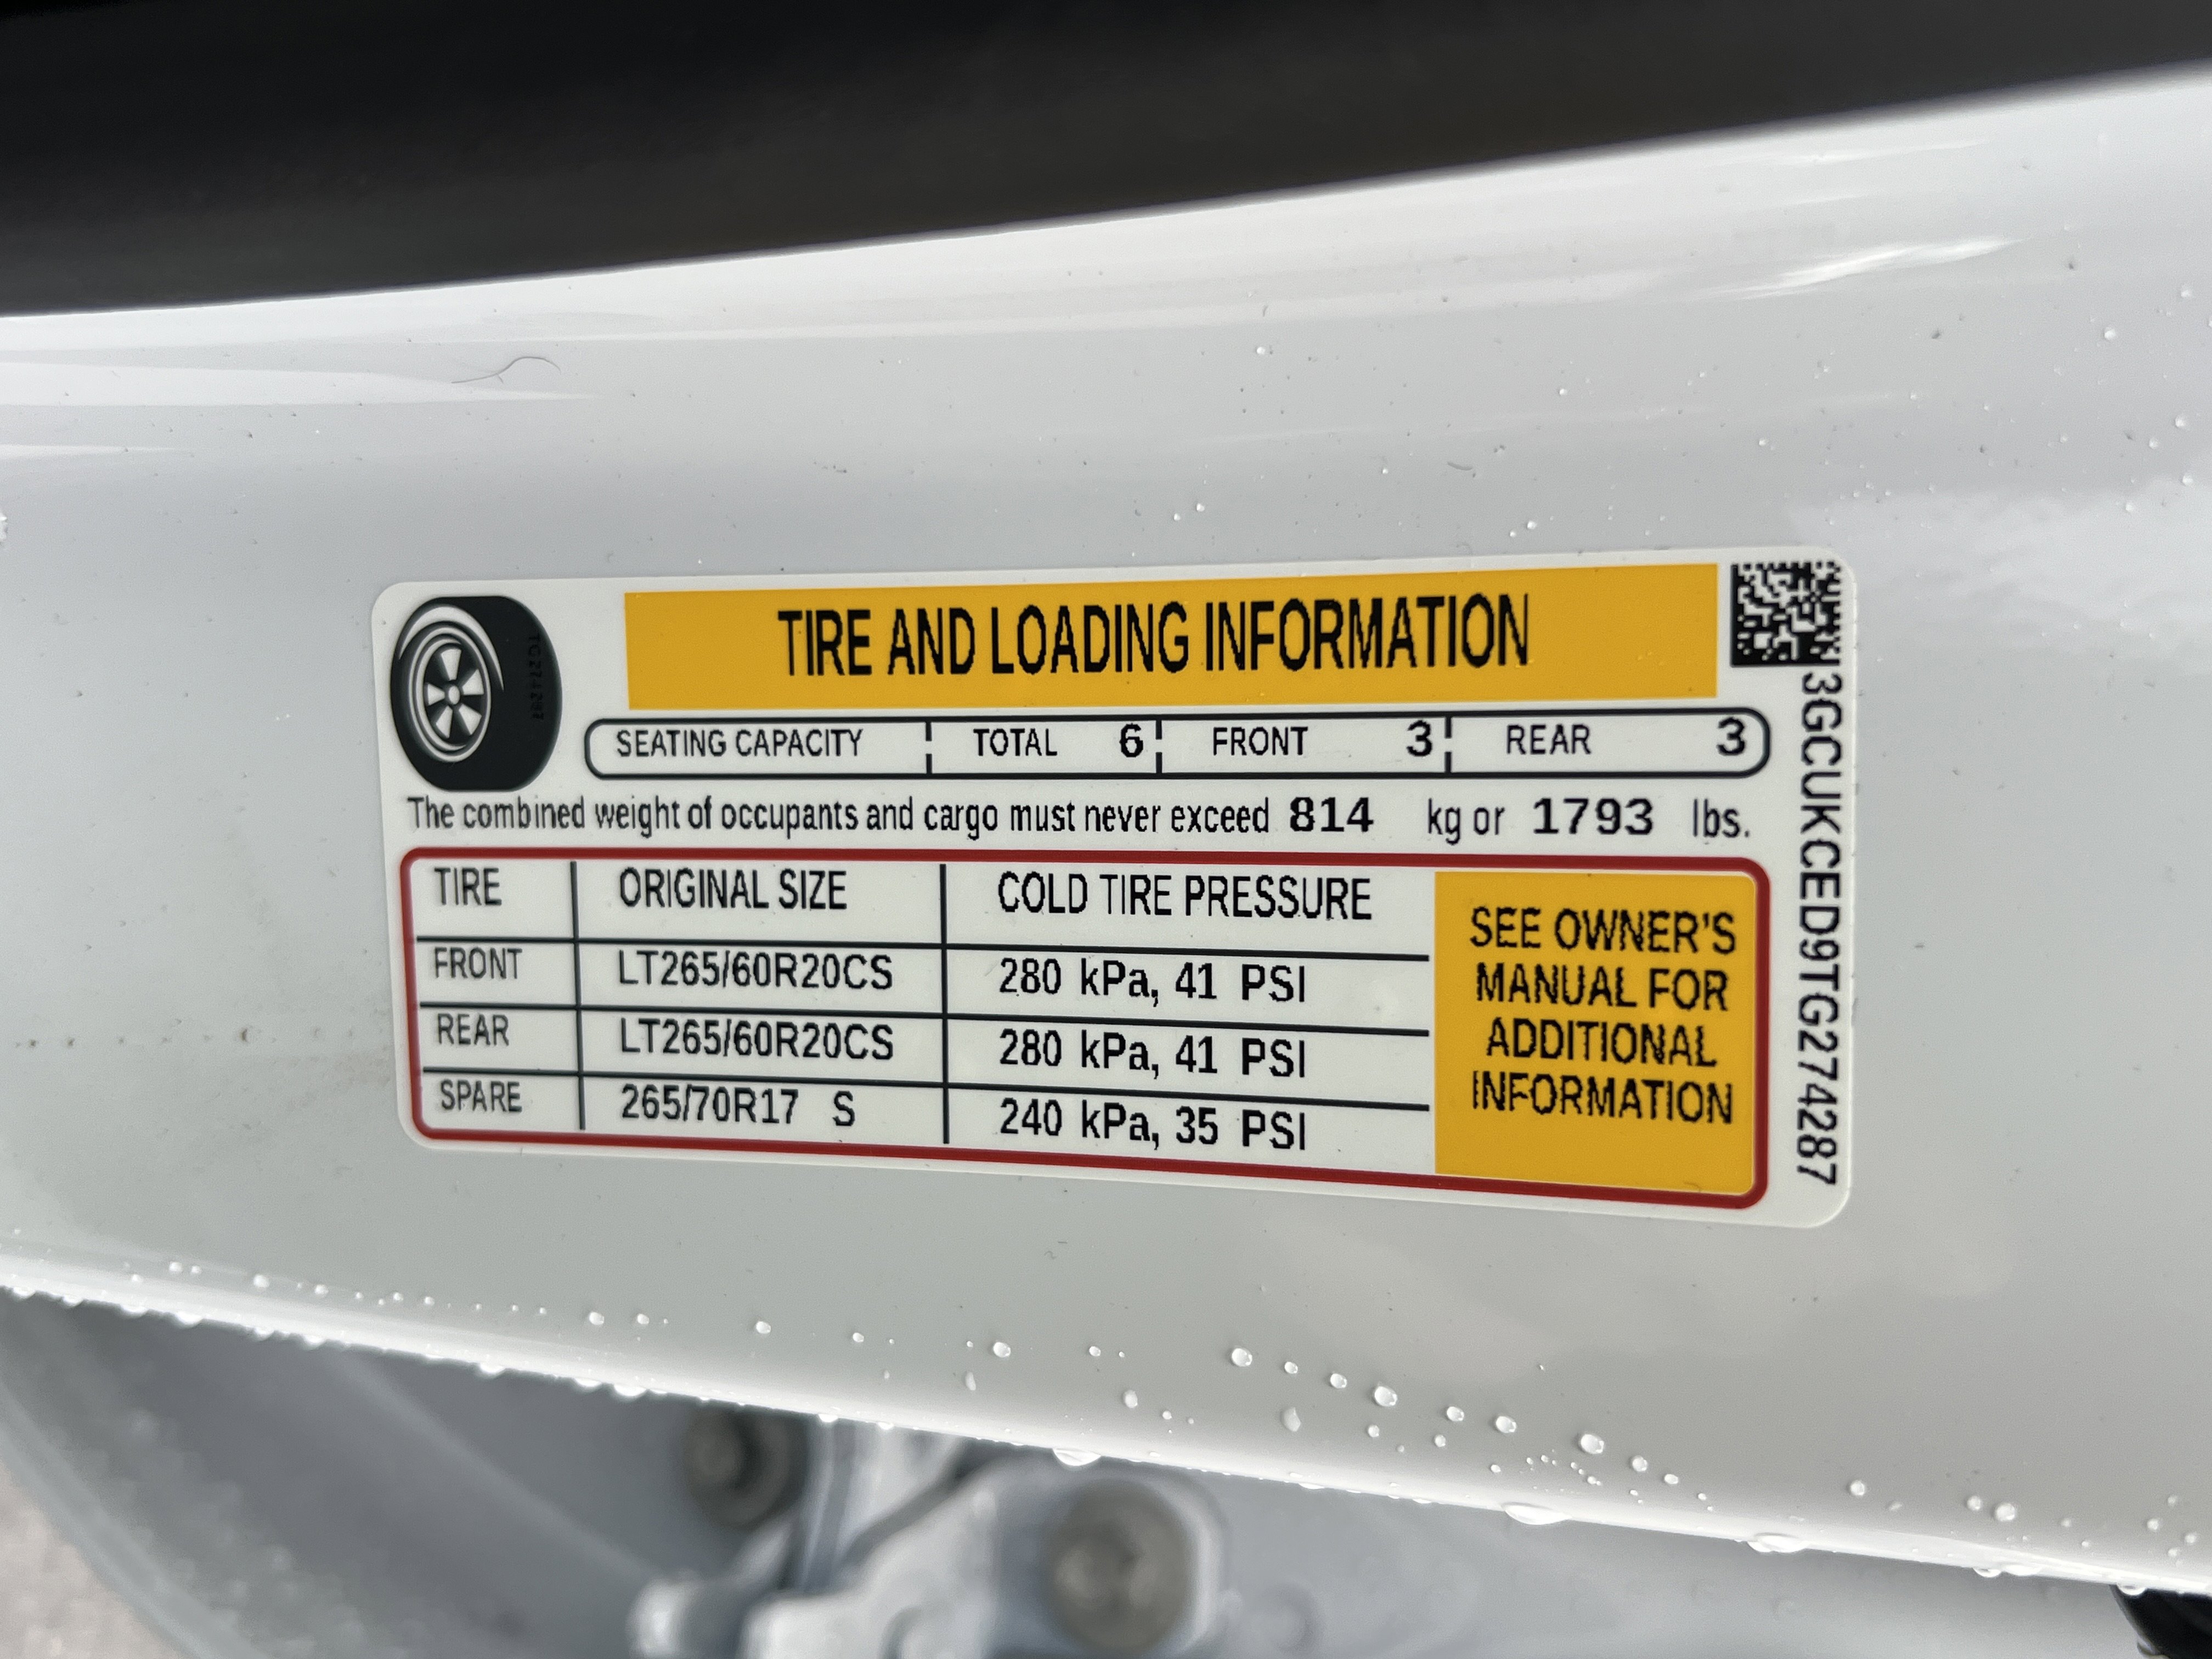 TIRE AND LOADING INFORMATION
SEATING CAPACITY TOTAL 6 FRONT 3 REAR 3
The combined weight of occupants and cargo must never exceed 814 kg or 1793 lbs.
TIRE ORIGINAL SIZE COLD TIRE PRESSURE
FRONT LT265/60R20CS 280 kPa, 41 PSI
REAR LT265/60R20CS 280 kPa, 41 PSI
SPARE 265/70R17 S 240 kPa, 35 PSI
SEE OWNER'S
MANUAL FOR
ADDITIONAL
INFORMATION
3GCUKCED9TG274287
TG274287